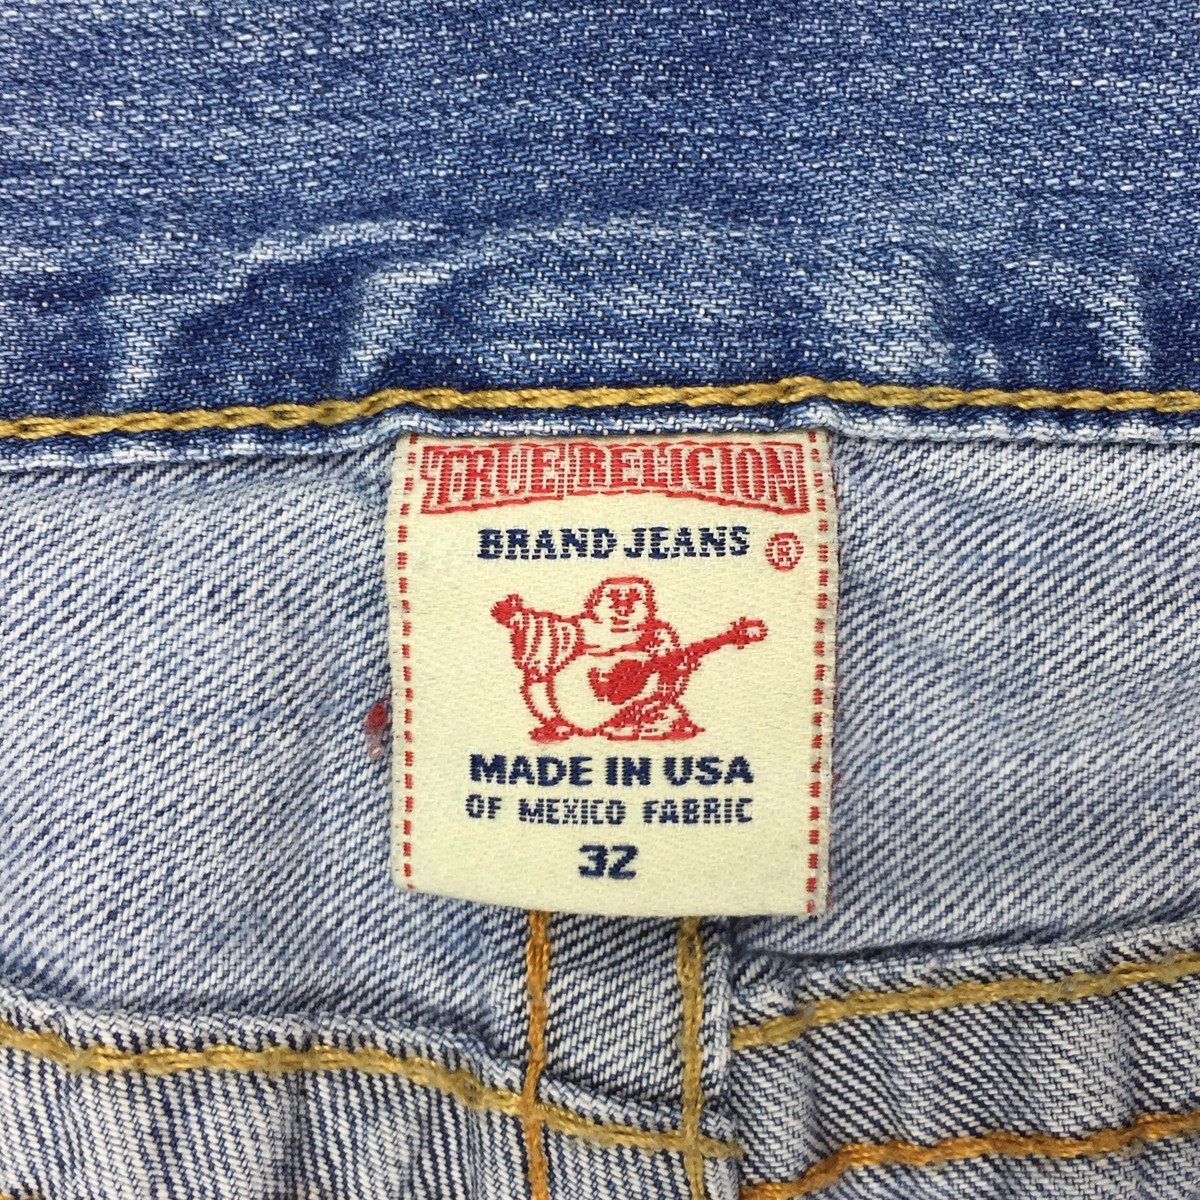 TRUE RELIGION
BRAND JEANS ®
MADE IN USA
OF MEXICO FABRIC
32